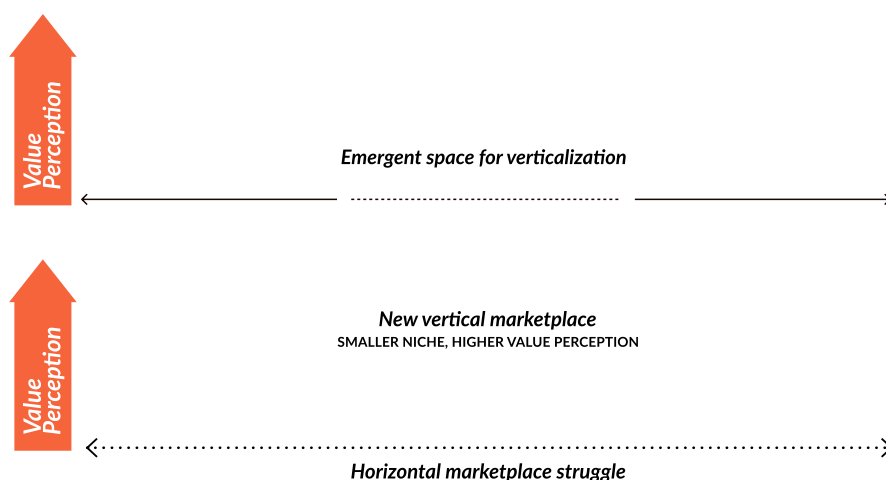 Value
Perception
Emergent space for verticalization
Value
Perception
New vertical marketplace
SMALLER NICHE, HIGHER VALUE PERCEPTION
Horizontal marketplace struggle